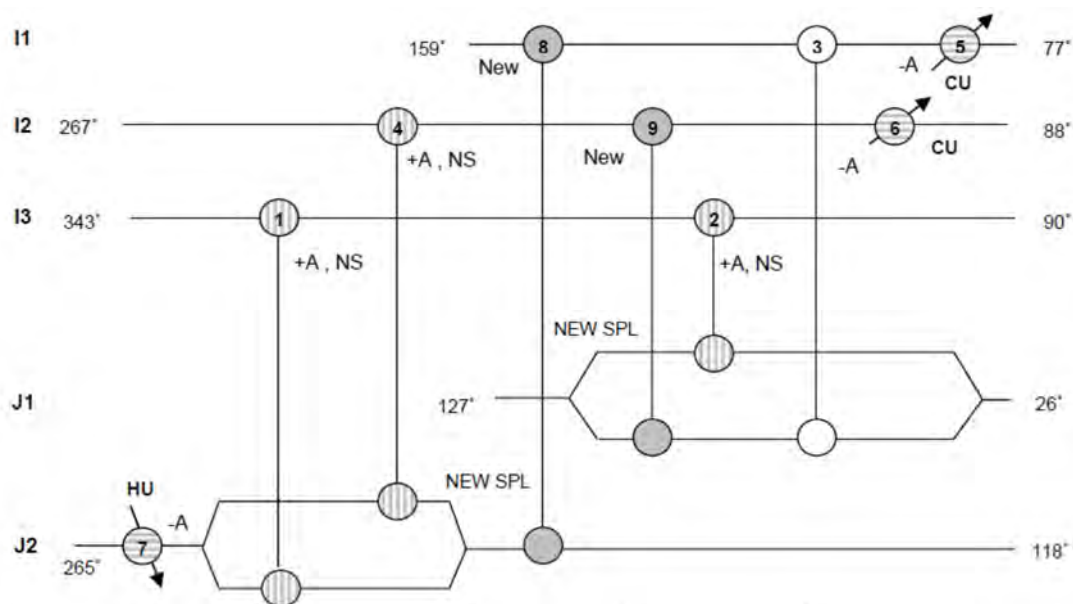 I1 159° 8 3 5 77°
New -A CU
I2 267° 4 9 6 88°
+A , NS New -A CU
I3 343° 1 2 90°
+A , NS +A, NS
NEW SPL
J1 127° 26°
NEW SPL
HU -A
J2 265° 7 118°